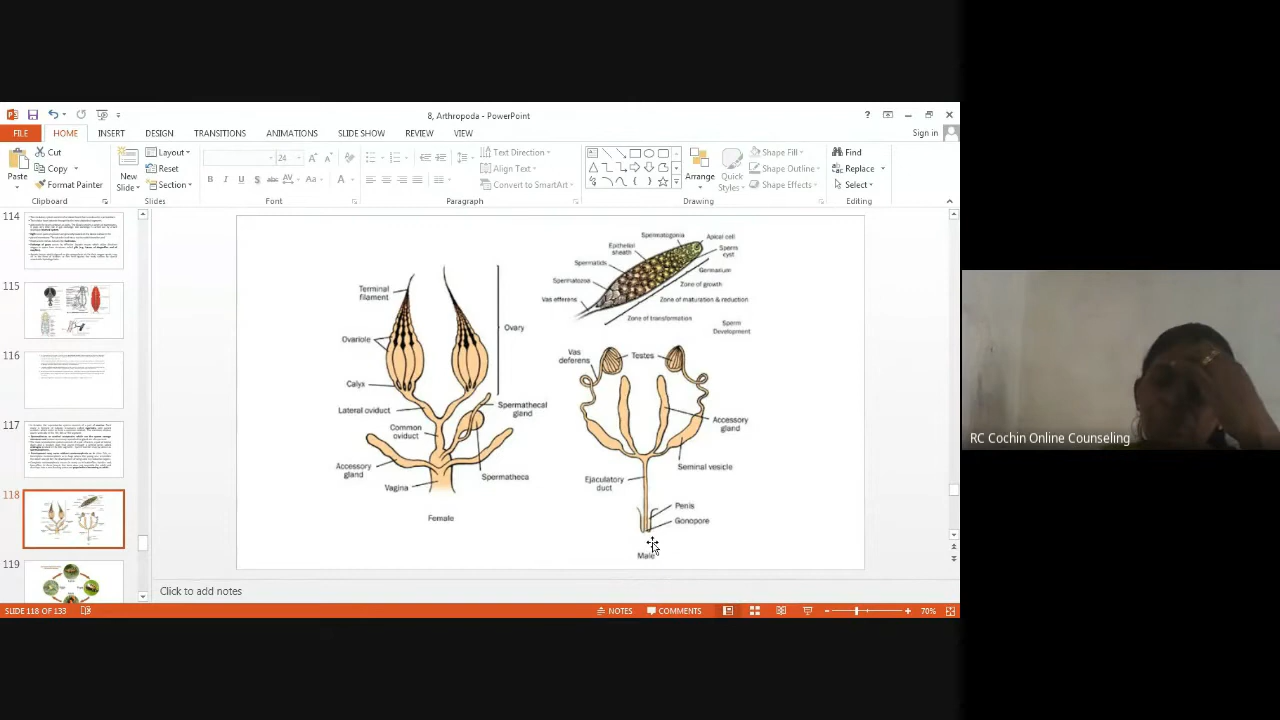 8, Arthropoda - PowerPoint
Sign in
FILE HOME INSERT DESIGN TRANSITIONS ANIMATIONS SLIDE SHOW REVIEW VIEW
Paste
Cut
Copy
Format Painter
Clipboard
New
Slide
Layout
Reset
Section
Slides
24
Font
Text Direction
Align Text
Convert to SmartArt
Paragraph
Arrange
Quick
Styles
Shape Fill
Shape Outline
Shape Effects
Drawing
Find
Replace
Select
Editing
114
115
116
117
118
119
Spermatogonia
Apical cell
Epithelial
sheath
Sperm
cyst
Spermatids
Germarium
Spermatozoa
Zone of growth
Vas efferens
Zone of maturation & reduction
Zone of transformation
Sperm
Development
Terminal
filament
Ovariole
Ovary
Calyx
Lateral oviduct
Spermathecal
gland
Common
oviduct
Accessory
gland
Spermatheca
Vagina
Female
Vas
deferens
Testes
Accessory
gland
Seminal vesicle
Ejaculatory
duct
Penis
Gonopore
Male
Click to add notes
SLIDE 118 OF 133
NOTES
COMMENTS
70%
RC Cochin Online Counseling